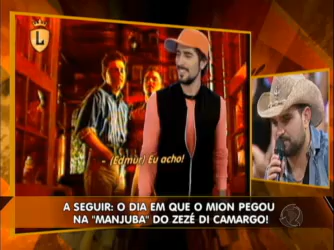 L
- (Edmur) Eu acho!
A SEGUIR: O DIA EM QUE O MION PEGOU
NA "MANJUBA" DO ZEZÉ DI CAMARGO!